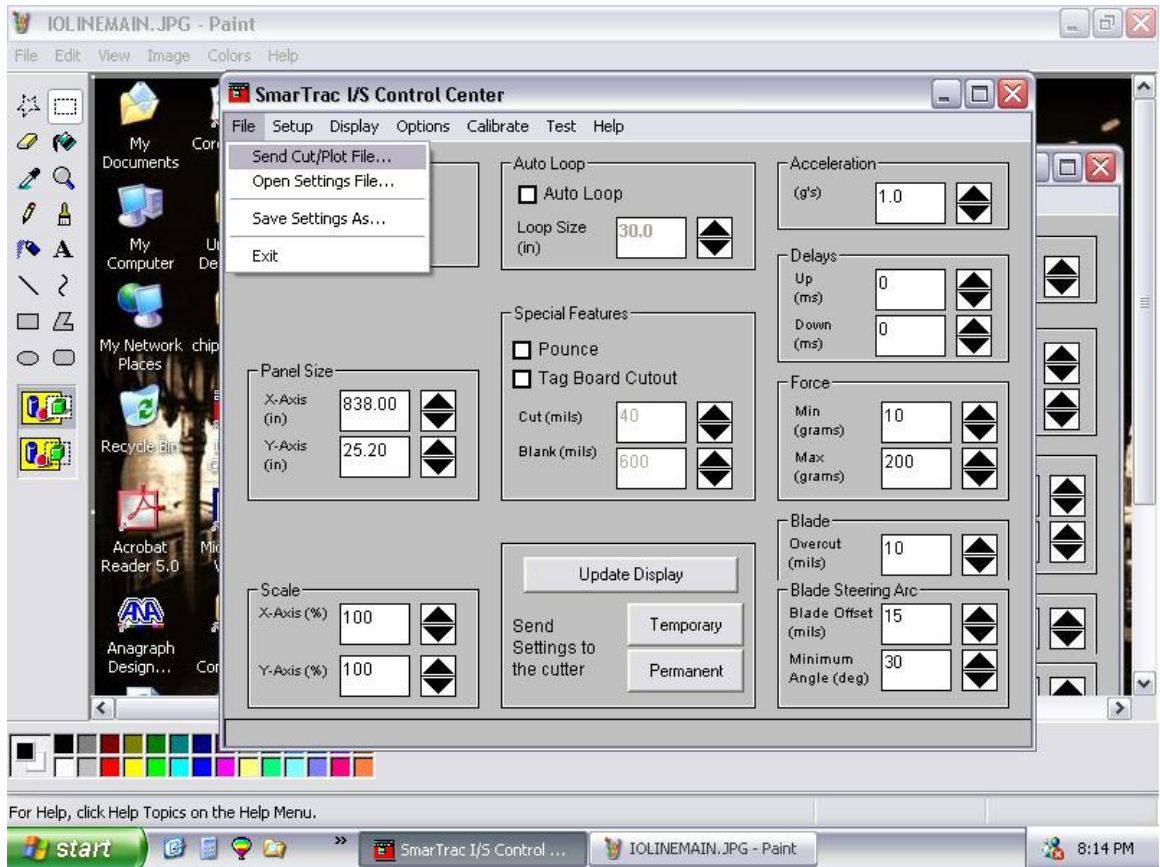 IOLINEMAIN.JPG - Paint
File Edit View Image Colors Help
SmarTrac I/S Control Center
File Setup Display Options Calibrate Test Help
Send Cut/Plot File...
Open Settings File...
Save Settings As...
Exit
Auto Loop
Auto Loop
Loop Size
(in)
30.0
Special Features
Pounce
Tag Board Cutout
Cut (mils)
40
Blank (mils)
600
Panel Size
X-Axis
(in)
838.00
Y-Axis
(in)
25.20
Scale
X-Axis (%)
100
Y-Axis (%)
100
Update Display
Send
Settings to
the cutter
Temporary
Permanent
Acceleration
(g's)
1.0
Delays
Up
(ms)
0
Down
(ms)
0
Force
Min
(grams)
10
Max
(grams)
200
Blade
Overcut
(mils)
10
Blade Steering Arc
Blade Offset
(mils)
15
Minimum
Angle (deg)
30
My
Documents
My
Computer
My Network
Places
chip
Recycle Bin
Acrobat
Reader 5.0
Anagraph
Design...
A
For Help, click Help Topics on the Help Menu.
start
»
SmarTrac I/S Control ...
IOLINEMAIN.JPG - Paint
8:14 PM